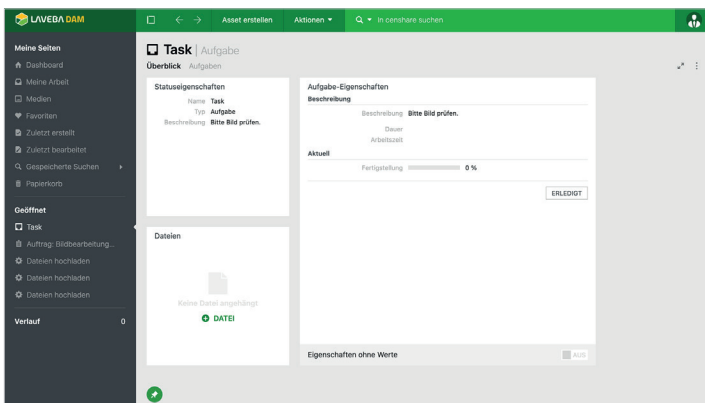 LAVEBA DAM
Asset erstellen
Aktionen
In censhare suchen
Meine Seiten
Dashboard
Meine Arbeit
Medien
Favoriten
Zuletzt erstellt
Zuletzt bearbeitet
Gespeicherte Suchen
Papierkorb
Geöffnet
Task
Auftrag: Bildbearbeitung...
Dateien hochladen
Dateien hochladen
Dateien hochladen
Verlauf 0
Task | Aufgabe
Überblick Aufgaben
Statuseigenschaften
Name Task
Typ Aufgabe
Beschreibung Bitte Bild prüfen.
Dateien
Keine Datei angehängt
DATEI
Aufgabe-Eigenschaften
Beschreibung
Beschreibung Bitte Bild prüfen.
Dauer
Arbeitszeit
Aktuell
Fertigstellung 0 %
ERLEDIGT
Eigenschaften ohne Werte AUS